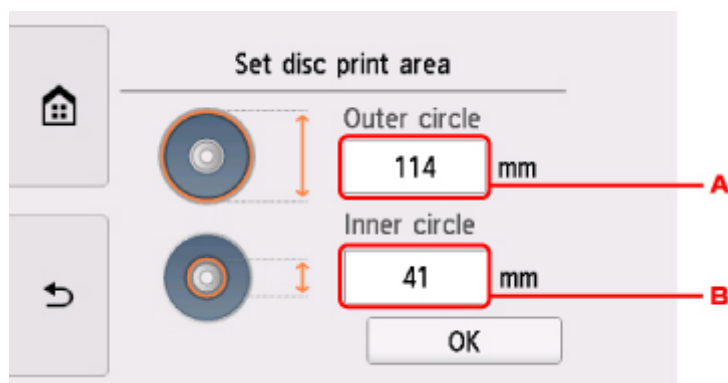 Set disc print area
Outer circle
114 mm
A
Inner circle
41 mm
B
OK